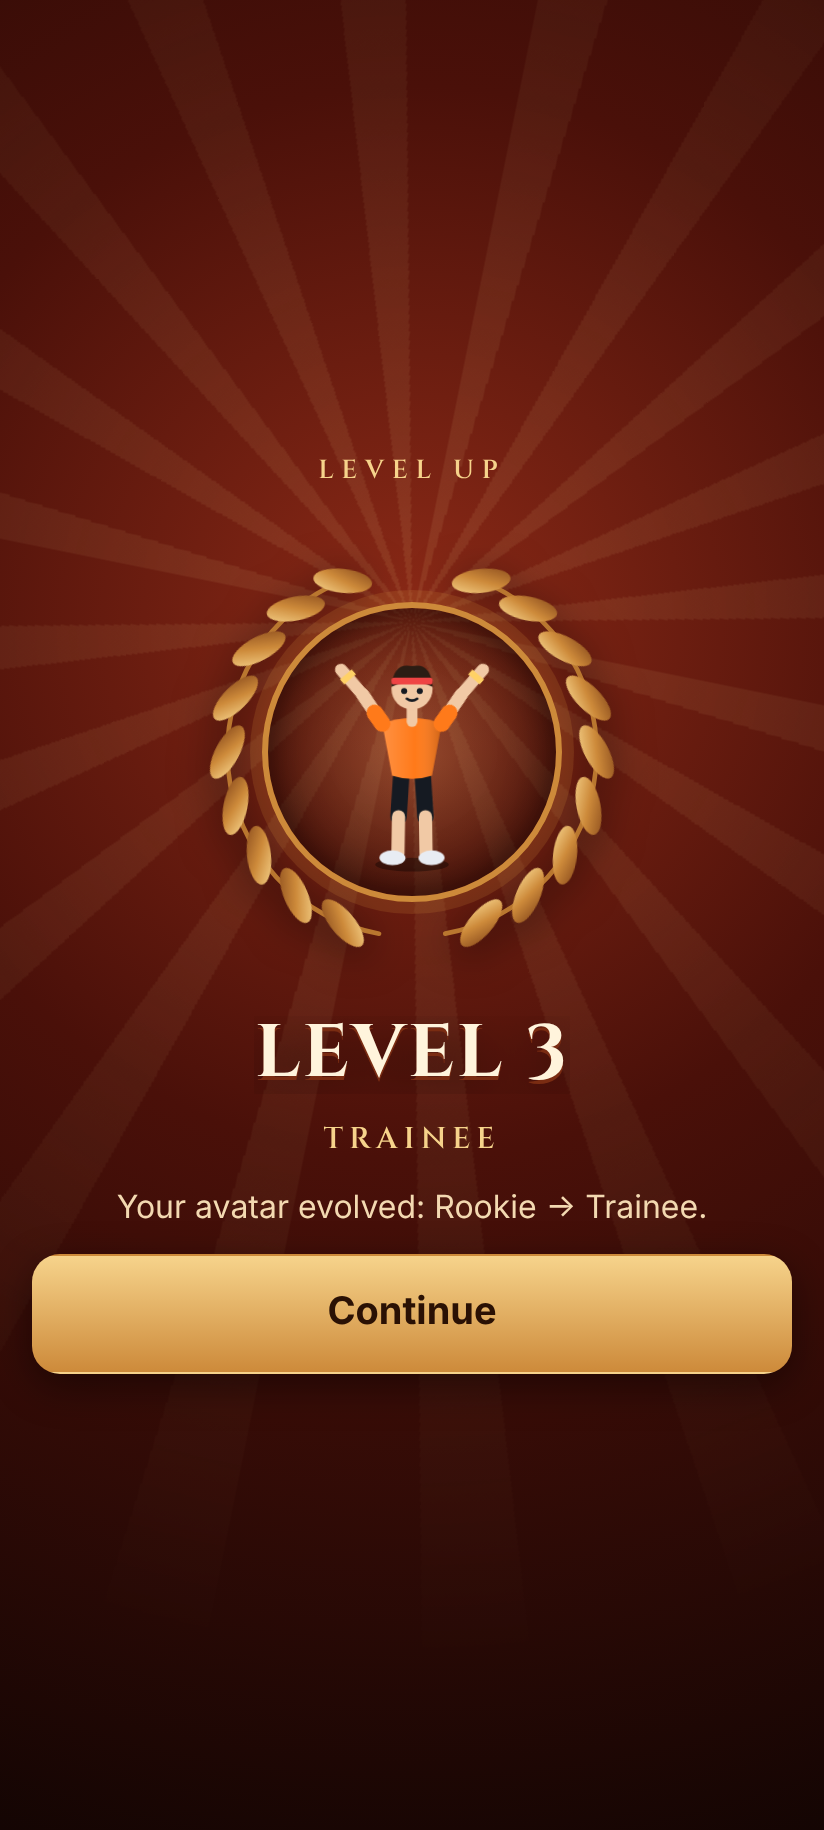 LEVEL UP
LEVEL 3
TRAINEE
Your avatar evolved: Rookie → Trainee.
Continue